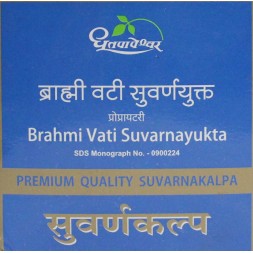 धूतपापेश्वर
ब्राह्मी वटी सुवर्णयुक्त
प्रोप्रायटरी
Brahmi Vati Suvarnayukta
SDS Monograph No. - 0900224
PREMIUM QUALITY SUVARNAKALPA
सुवर्णकल्प